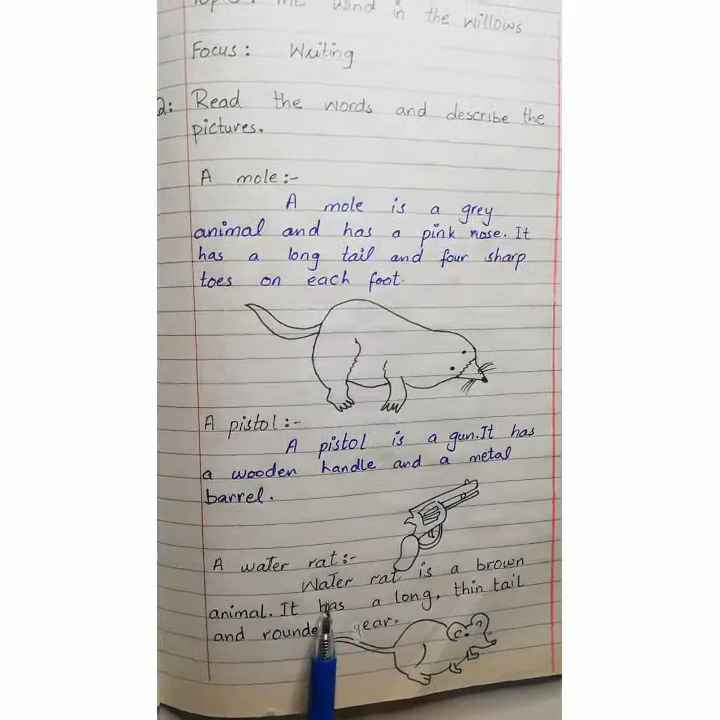 Topic: The Wind in the Willows
Focus: Writing
2: Read the words and describe the
pictures.
A mole:-
A mole is a grey
animal and has a pink nose. It
has a long tail and four sharp
toes on each foot.
A pistol:-
A pistol is a gun. It has
a wooden handle and a metal
barrel.
A water rat:-
Water rat is a brown
animal. It has a long, thin tail
and rounde ear.